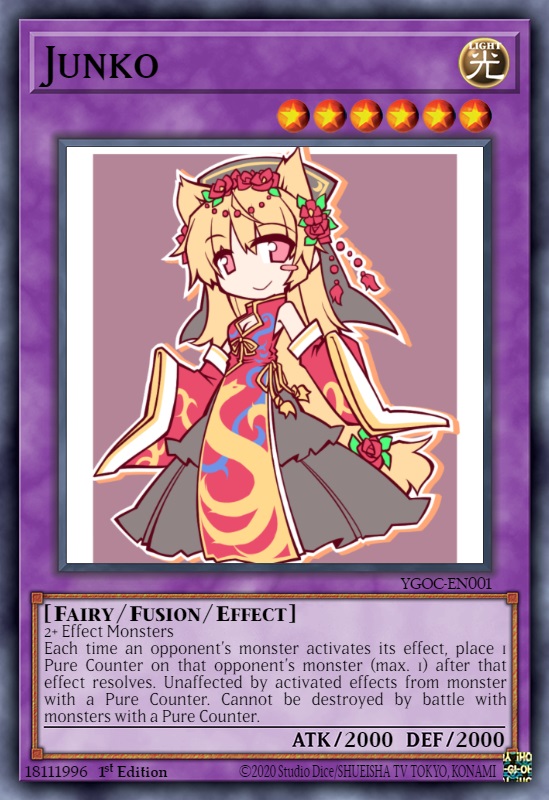 JUNKO
LIGHT
光
YGOC-EN001
[FAIRY/FUSION/EFFECT]
2+ Effect Monsters
Each time an opponent's monster activates its effect, place 1
Pure Counter on that opponent's monster (max. 1) after that
effect resolves. Unaffected by activated effects from monster
with a Pure Counter. Cannot be destroyed by battle with
monsters with a Pure Counter.
ATK/2000 DEF/2000
18111996 1st Edition ©2020 Studio Dice/SHUEISHA TV TOKYO, KONAMI